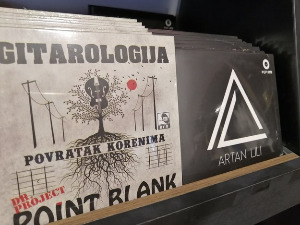 GITAROLOGIJA
POVRATAK KORENIMA
DR. PROJECT
POINT BLANK
ARTAN LILI